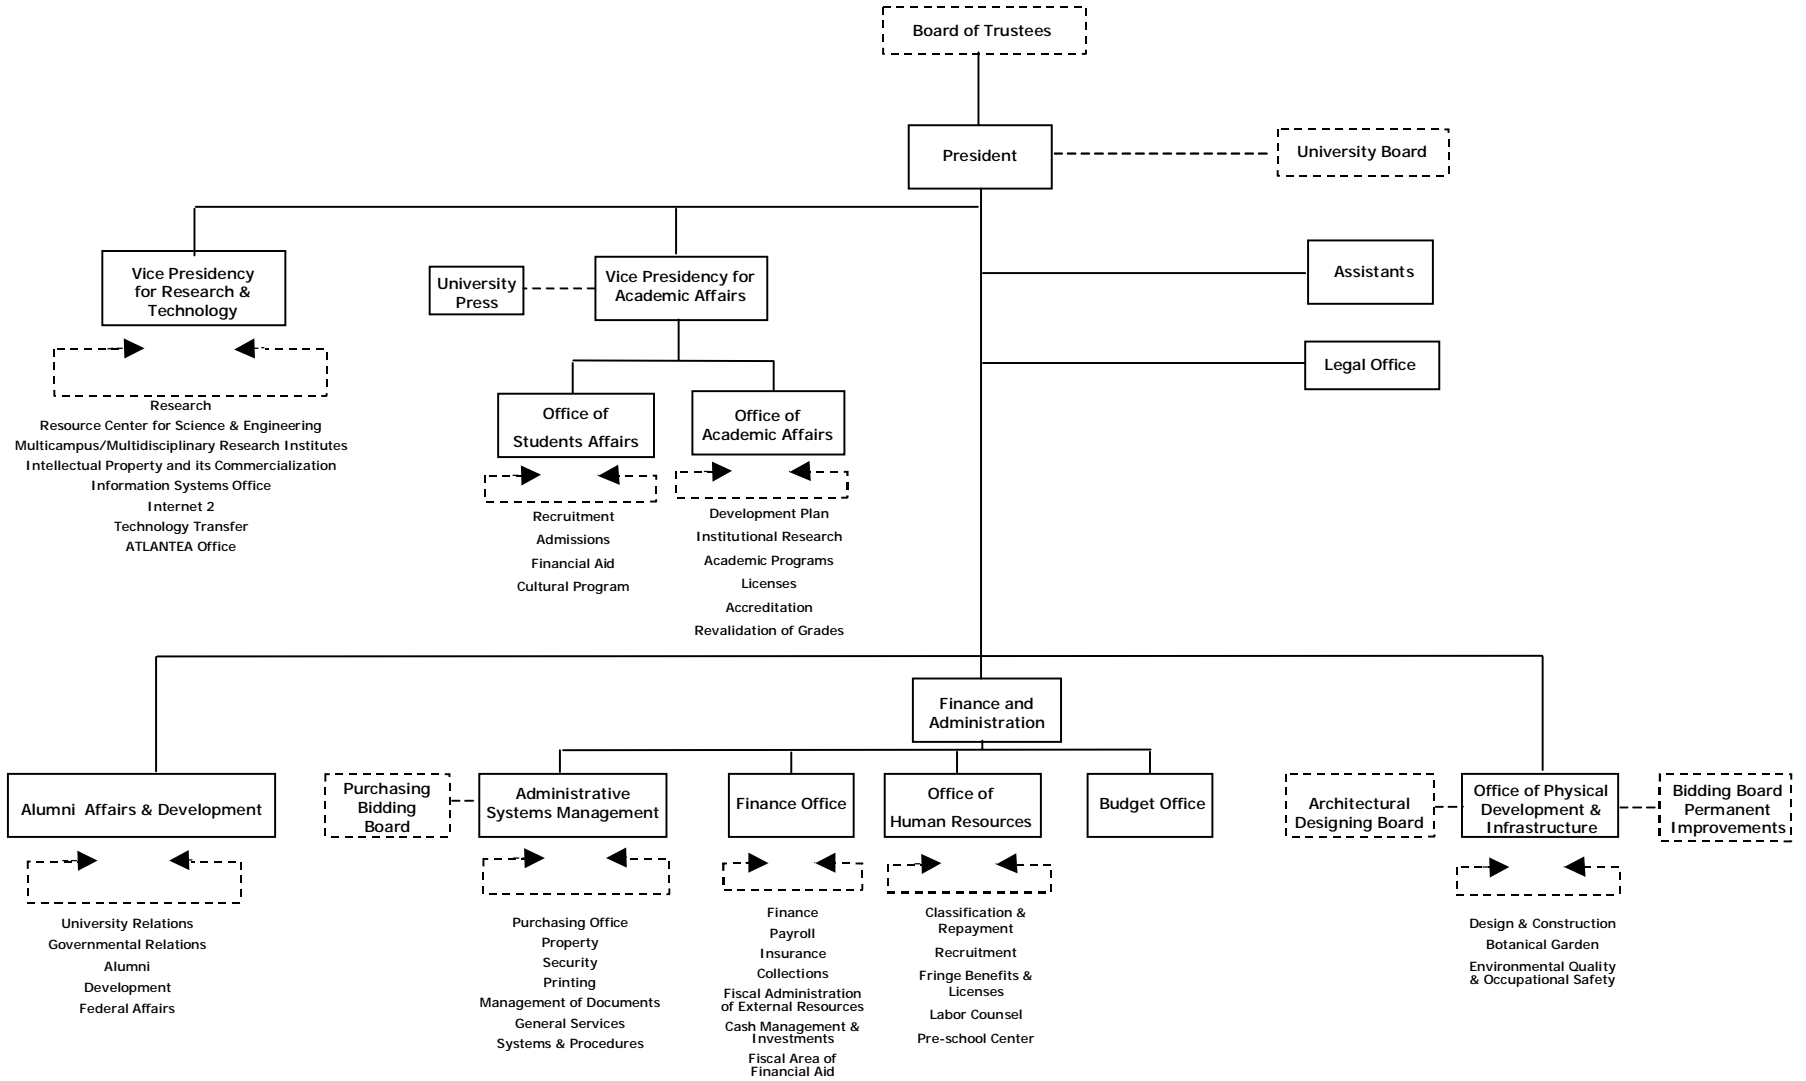 Board of Trustees
President
University Board
Vice Presidency
for Research &
Technology
University
Press
Vice Presidency for
Academic Affairs
Assistants
Legal Office
Research
Resource Center for Science & Engineering
Multicampus/Multidisciplinary Research Institutes
Intellectual Property and its Commercialization
Information Systems Office
Internet 2
Technology Transfer
ATLANTEA Office
Office of
Students Affairs
Office of
Academic Affairs
Recruitment
Admissions
Financial Aid
Cultural Program
Development Plan
Institutional Research
Academic Programs
Licenses
Accreditation
Revalidation of Grades
Finance and
Administration
Alumni Affairs & Development
Purchasing
Bidding
Board
Administrative
Systems Management
Finance Office
Office of
Human Resources
Budget Office
Architectural
Designing Board
Office of Physical
Development &
Infrastructure
Bidding Board
Permanent
Improvements
University Relations
Governmental Relations
Alumni
Development
Federal Affairs
Purchasing Office
Property
Security
Printing
Management of Documents
General Services
Systems & Procedures
Finance
Payroll
Insurance
Collections
Fiscal Administration
of External Resources
Cash Management &
Investments
Fiscal Area of
Financial Aid
Classification &
Repayment
Recruitment
Fringe Benefits &
Licenses
Labor Counsel
Pre-school Center
Design & Construction
Botanical Garden
Environmental Quality
& Occupational Safety